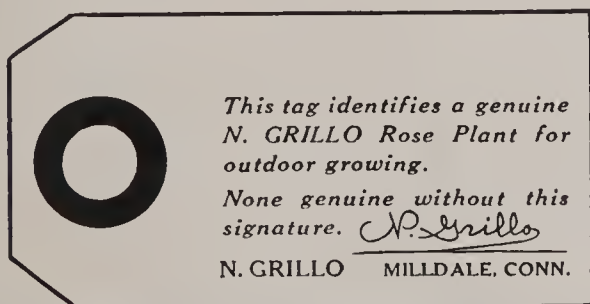 This tag identifies a genuine
N. GRILLO Rose Plant for
outdoor growing.
None genuine without this
signature. N. Grillo
N. GRILLO MILLDALE, CONN.